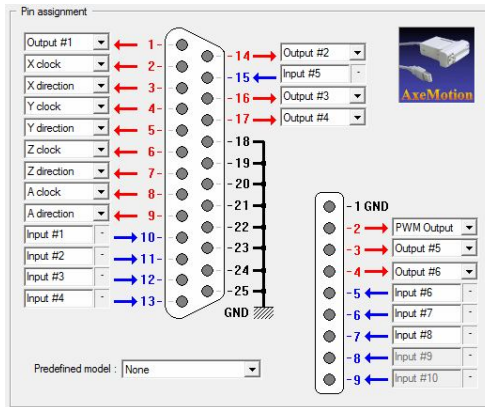 Pin assignment
Output #1 1-
X clock 2-
X direction 3-
Y clock 4-
Y direction 5-
Z clock 6-
Z direction 7-
A clock 8-
A direction 9-
Input #1 - 10-
Input #2 - 11-
Input #3 - 12-
Input #4 - 13-
-14 Output #2
-15 Input #5 -
-16 Output #3
-17 Output #4
-18
-19
-20
-21
-22
-23
-24
-25
GND
AxeMotion
-1 GND
-2 PWM Output
-3 Output #5
-4 Output #6
-5 Input #6 -
-6 Input #7 -
-7 Input #8 -
-8 Input #9 -
-9 Input #10 -
Predefined model : None